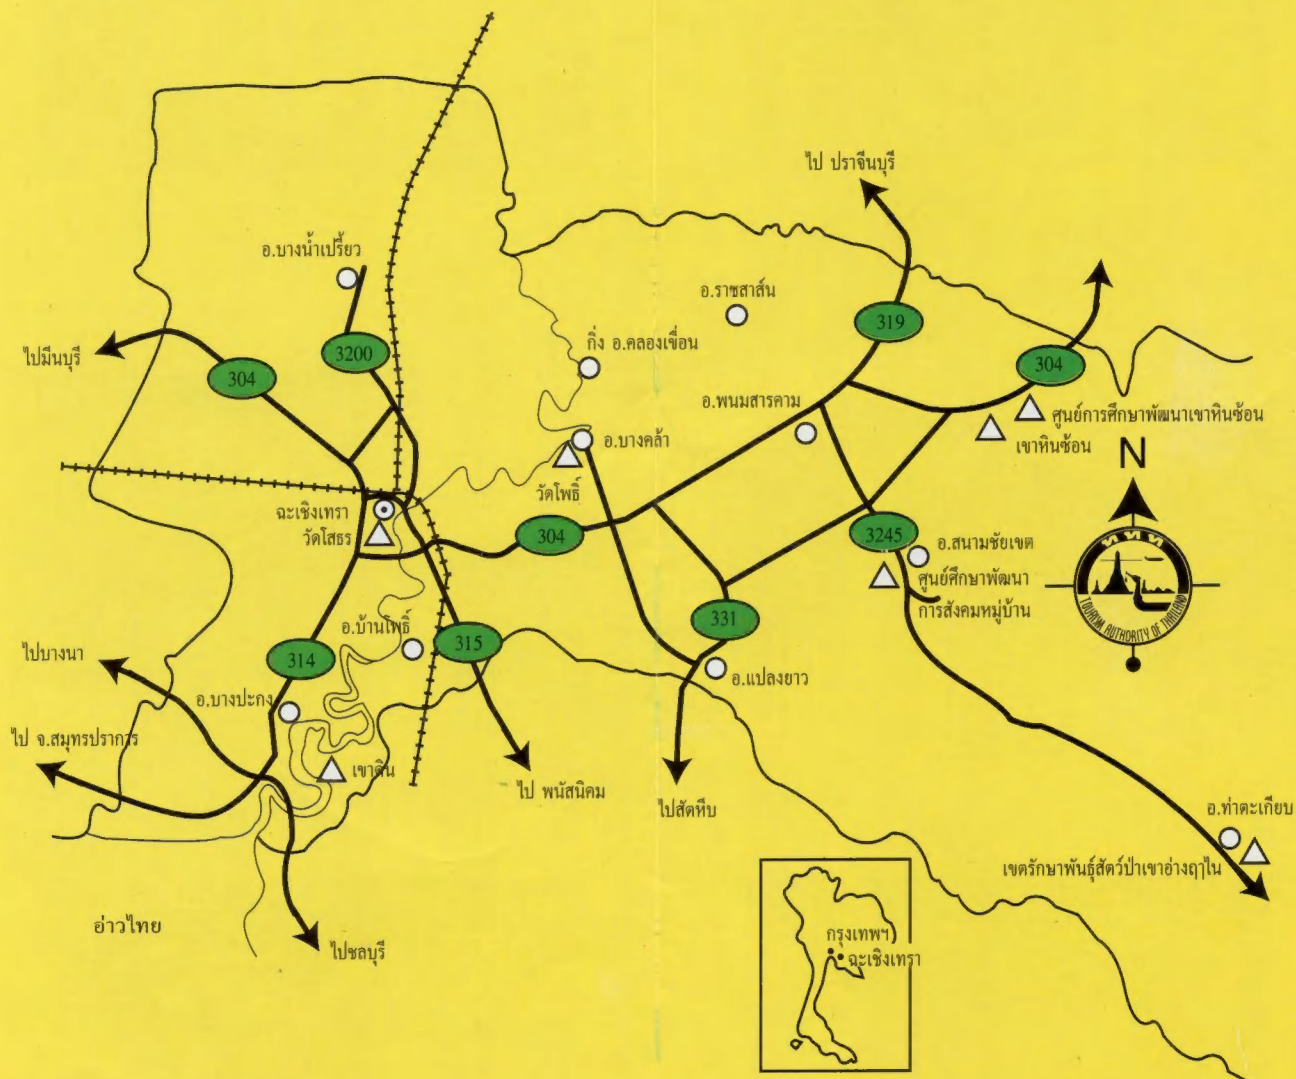 ไป ปราจีนบุรี
อ.บางน้ำเปรี้ยว
อ.ราชสาส์น
319
ไปมีนบุรี
3200
304
กิ่ง อ.คลองเขื่อน
304
อ.พนมสารคาม
ศูนย์การศึกษาพัฒนาเขาหินซ้อน
เขาหินซ้อน
N
อ.บางคล้า
วัดโพธิ์
ฉะเชิงเทรา
วัดโสธร
304
3245
อ.สนามชัยเขต
ศูนย์ศึกษาพัฒนา
การสังคมหมู่บ้าน
ททท
TOURISM AUTHORITY OF THAILAND
อ.บ้านโพธิ์
331
315
314
ไปบางนา
อ.แปลงยาว
อ.บางปะกง
ไป จ.สมุทรปราการ
เขาดิน
ไป พนัสนิคม
ไปสัตหีบ
อ.ท่าตะเกียบ
เขตรักษาพันธุ์สัตว์ป่าเขาอ่างฤาไน
อ่าวไทย
ไปชลบุรี
กรุงเทพฯ
ฉะเชิงเทรา